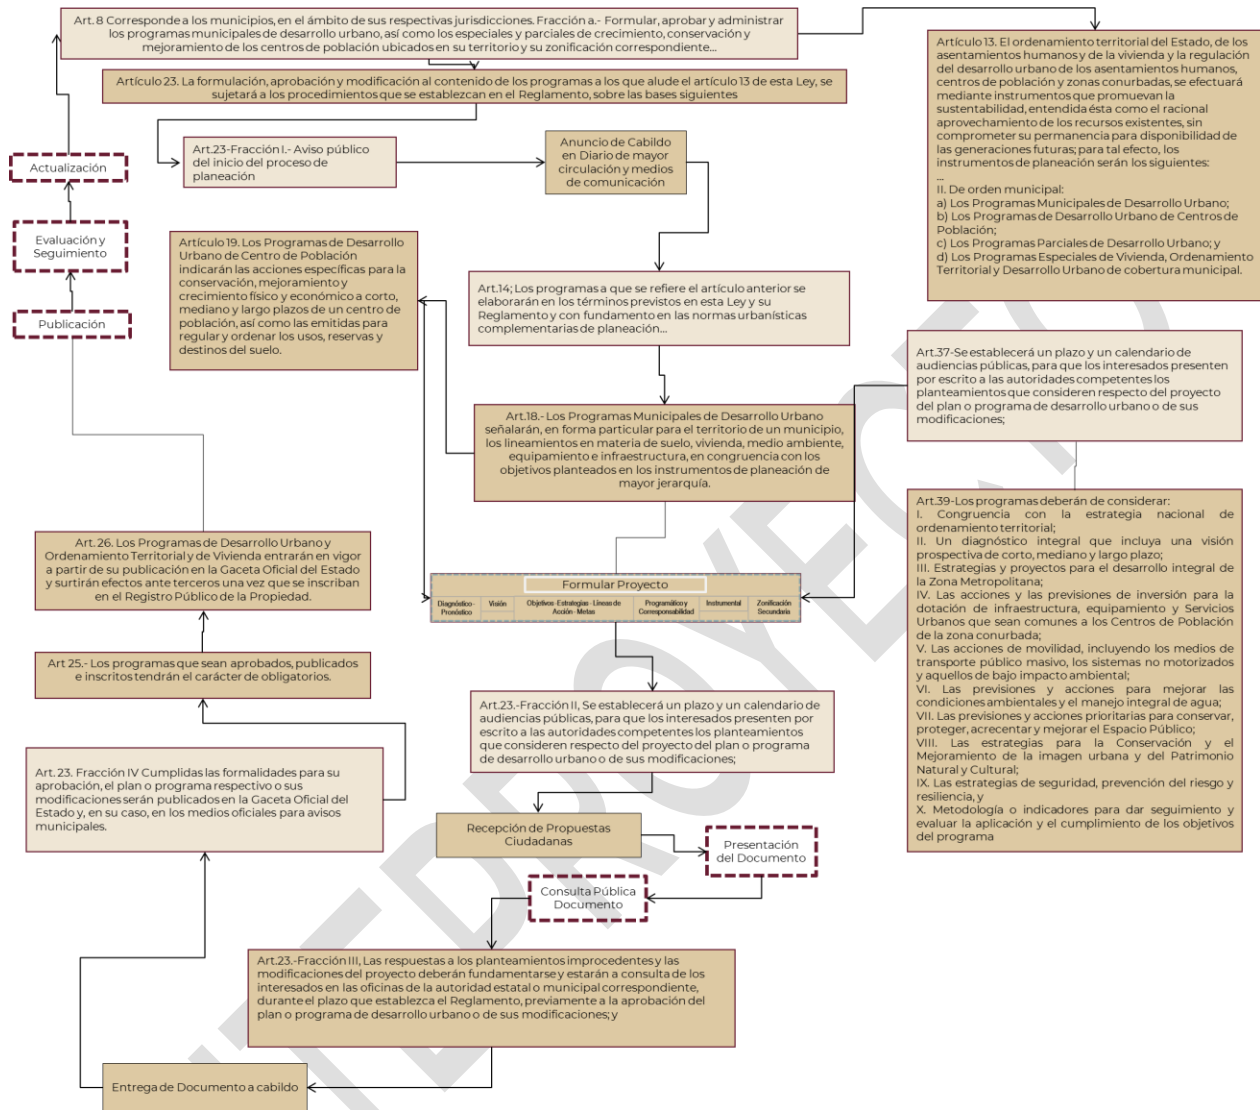 Art. 8 Corresponde a los municipios, en el ámbito de sus respectivas jurisdicciones. Fracción a.- Formular, aprobar y administrar
los programas municipales de desarrollo urbano, así como los especiales y parciales de crecimiento, conservación y
mejoramiento de los centros de población ubicados en su territorio y su zonificación correspondiente...
Artículo 23. La formulación, aprobación y modificación al contenido de los programas a los que alude el artículo 13 de esta Ley, se
sujetará a los procedimientos que se establezcan en el Reglamento, sobre las bases siguientes
Artículo 13. El ordenamiento territorial del Estado, de los
asentamientos humanos y de la vivienda y la regulación
del desarrollo urbano de los asentamientos humanos,
centros de población y zonas conurbadas, se efectuará
mediante instrumentos que promuevan la
sustentabilidad, entendida ésta como el racional
aprovechamiento de los recursos existentes, sin
comprometer su permanencia para disponibilidad de
las generaciones futuras; para tal efecto, los
instrumentos de planeación serán los siguientes:
...
II. De orden municipal:
a) Los Programas Municipales de Desarrollo Urbano;
b) Los Programas de Desarrollo Urbano de Centros de
Población;
c) Los Programas Parciales de Desarrollo Urbano; y
d) Los Programas Especiales de Vivienda, Ordenamiento
Territorial y Desarrollo Urbano de cobertura municipal.
Art.23-Fracción I.- Aviso público
del inicio del proceso de
planeación
Anuncio de Cabildo
en Diario de mayor
circulación y medios
de comunicación
Actualización
Evaluación y
Seguimiento
Publicación
Artículo 19. Los Programas de Desarrollo
Urbano de Centro de Población
indicarán las acciones específicas para la
conservación, mejoramiento y
crecimiento físico y económico a corto,
mediano y largo plazos de un centro de
población, así como las emitidas para
regular y ordenar los usos, reservas y
destinos del suelo.
Art.14; Los programas a que se refiere el artículo anterior se
elaborarán en los términos previstos en esta Ley y su
Reglamento y con fundamento en las normas urbanísticas
complementarias de planeación...
Art.37-Se establecerá un plazo y un calendario de
audiencias públicas, para que los interesados presenten
por escrito a las autoridades competentes los
planteamientos que consideren respecto del proyecto
del plan o programa de desarrollo urbano o de sus
modificaciones;
Art.18.- Los Programas Municipales de Desarrollo Urbano
señalarán, en forma particular para el territorio de un municipio,
los lineamientos en materia de suelo, vivienda, medio ambiente,
equipamiento e infraestructura, en congruencia con los
objetivos planteados en los instrumentos de planeación de
mayor jerarquía.
Art.39-Los programas deberán de considerar:
I. Congruencia con la estrategia nacional de
ordenamiento territorial;
II. Un diagnóstico integral que incluya una visión
prospectiva de corto, mediano y largo plazo;
III. Estrategias y proyectos para el desarrollo integral de
la Zona Metropolitana;
IV. Las acciones y las previsiones de inversión para la
dotación de infraestructura, equipamiento y Servicios
Urbanos que sean comunes a los Centros de Población
de la zona conurbada;
V. Las acciones de movilidad, incluyendo los medios de
transporte público masivo, los sistemas no motorizados
y aquellos de bajo impacto ambiental;
VI. Las previsiones y acciones para mejorar las
condiciones ambientales y el manejo integral de agua;
VII. Las previsiones y acciones prioritarias para conservar,
proteger, acrecentar y mejorar el Espacio Público;
VIII. Las estrategias para la Conservación y el
Mejoramiento de la imagen urbana y del Patrimonio
Natural y Cultural;
IX. Las estrategias de seguridad, prevención del riesgo y
resiliencia, y
X. Metodología o indicadores para dar seguimiento y
evaluar la aplicación y el cumplimiento de los objetivos
del programa
Art. 26. Los Programas de Desarrollo Urbano y
Ordenamiento Territorial y de Vivienda entrarán en vigor
a partir de su publicación en la Gaceta Oficial del Estado
y surtirán efectos ante terceros una vez que se inscriban
en el Registro Público de la Propiedad.
Formular Proyecto
Diagnóstico - Pronóstico
Visión
Objetivos - Estrategias - Líneas de Acción - Metas
Programático y Corresponsabilidad
Instrumental
Zonificación Secundaria
Art 25.- Los programas que sean aprobados, publicados
e inscritos tendrán el carácter de obligatorios.
Art.23.-Fracción II, Se establecerá un plazo y un calendario de
audiencias públicas, para que los interesados presenten por
escrito a las autoridades competentes los planteamientos
que consideren respecto del proyecto del plan o programa
de desarrollo urbano o de sus modificaciones;
Art. 23. Fracción IV Cumplidas las formalidades para su
aprobación, el plan o programa respectivo o sus
modificaciones serán publicados en la Gaceta Oficial del
Estado y, en su caso, en los medios oficiales para avisos
municipales.
Recepción de Propuestas
Ciudadanas
Presentación
del Documento
Consulta Pública
Documento
Art.23.-Fracción III, Las respuestas a los planteamientos improcedentes y las
modificaciones del proyecto deberán fundamentarse y estarán a consulta de los
interesados en las oficinas de la autoridad estatal o municipal correspondiente,
durante el plazo que establezca el Reglamento, previamente a la aprobación del
plan o programa de desarrollo urbano o de sus modificaciones; y
Entrega de Documento a cabildo